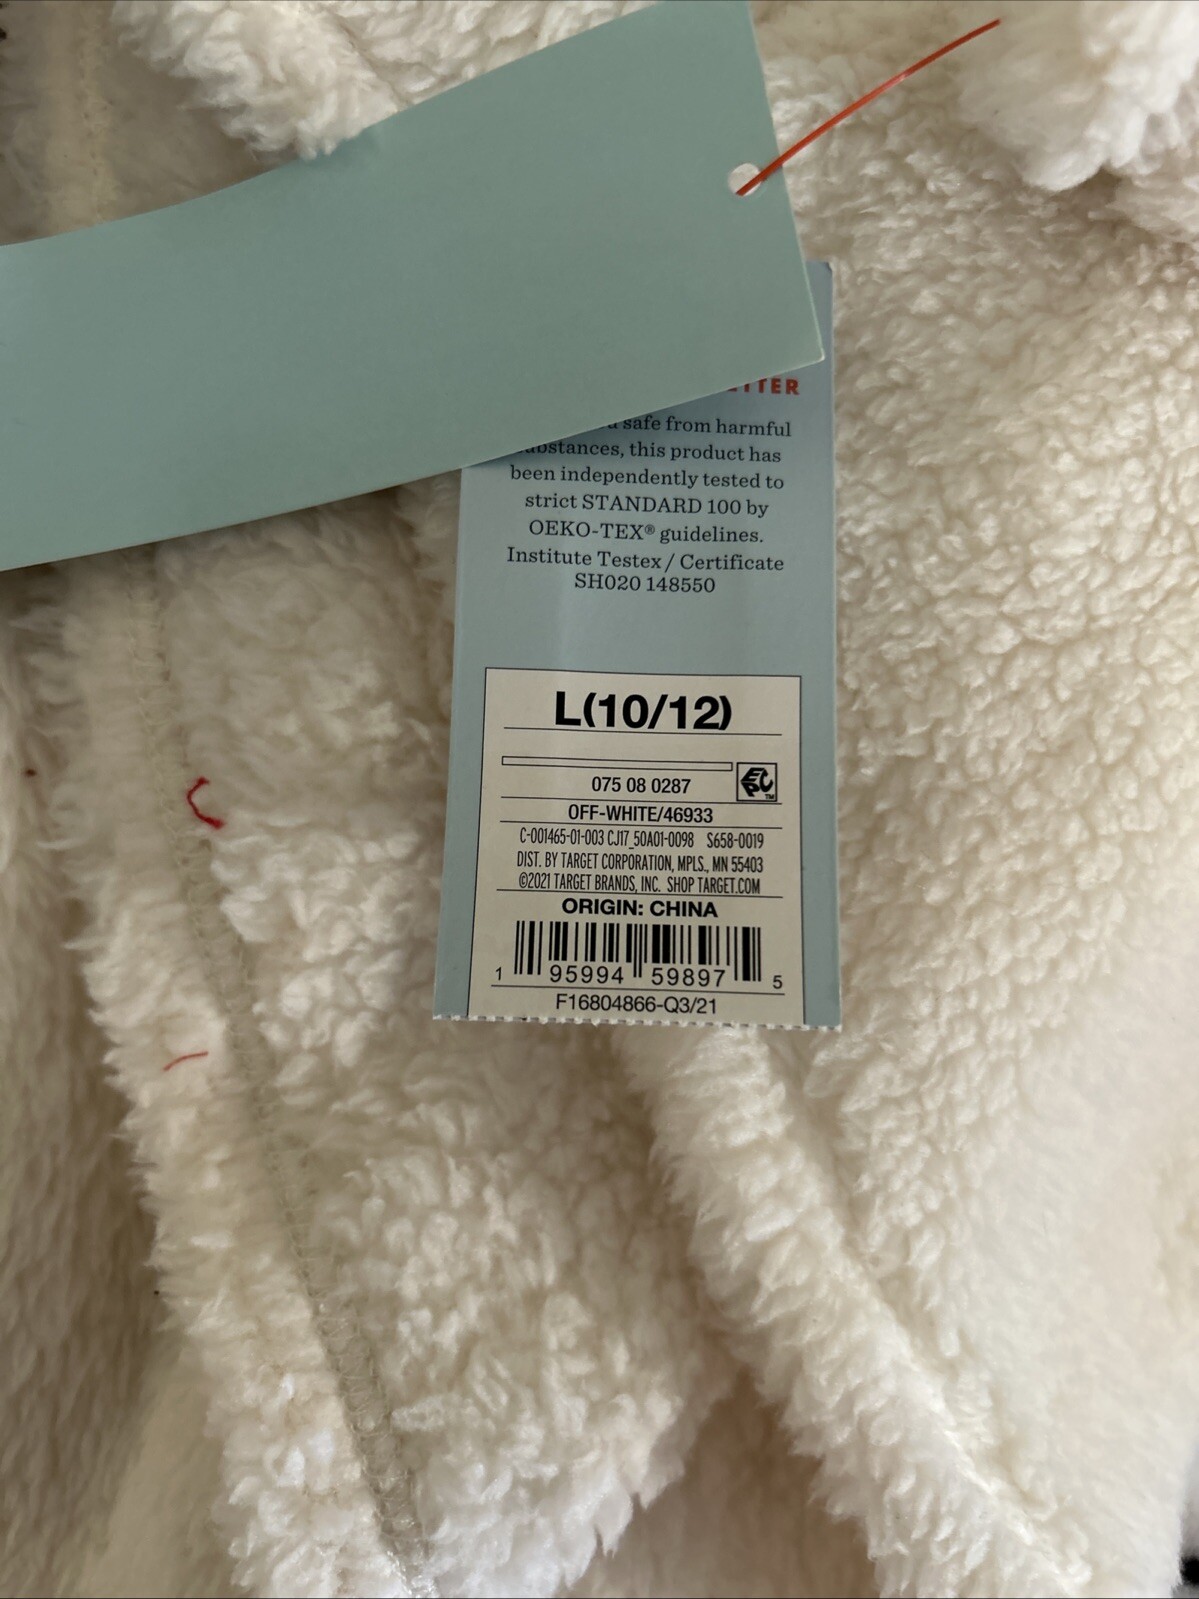 safe from harmful
substances, this product has
been independently tested to
strict STANDARD 100 by
OEKO-TEX® guidelines.
Institute Testex / Certificate
SH020 148550
L(10/12)
075 08 0287
EPC™
OFF-WHITE/46933
C-001465-01-003 CJ17_50A01-0098 S658-0019
DIST. BY TARGET CORPORATION, MPLS., MN 55403
©2021 TARGET BRANDS, INC. SHOP TARGET.COM
ORIGIN: CHINA
1 95994 59897 5
F16804866-Q3/21